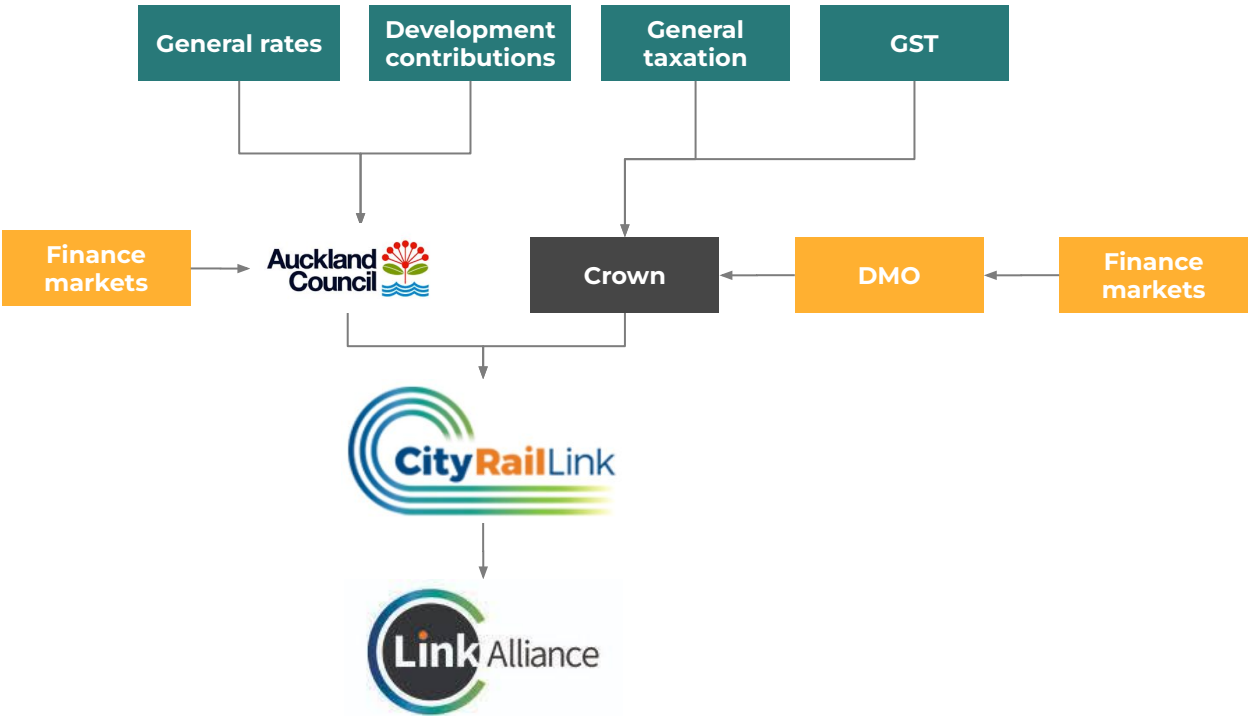 General rates
Development
contributions
General
taxation
GST
Finance
markets
Auckland
Council
Crown
DMO
Finance
markets
CityRailLink
Link Alliance